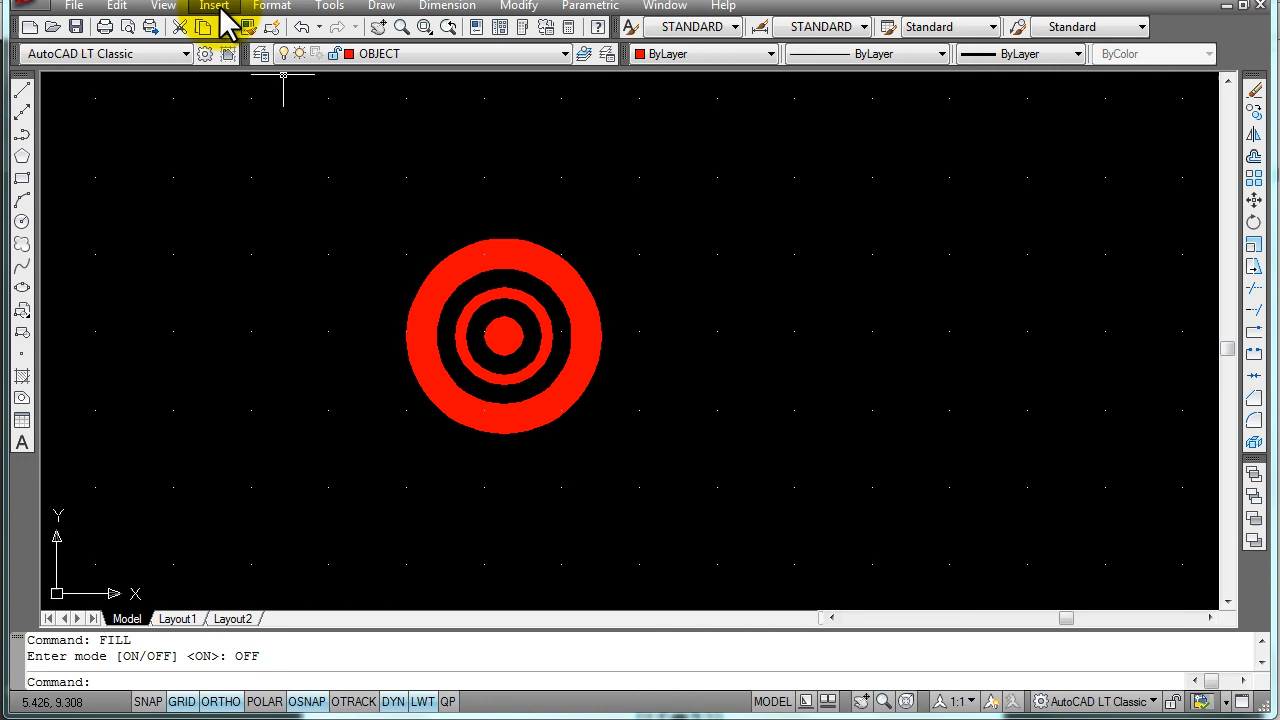 File Edit View Insert Format Tools Draw Dimension Modify Parametric Window Help
STANDARD STANDARD Standard Standard
AutoCAD LT Classic OBJECT ByLayer ByLayer ByLayer ByColor
Y
X
Model Layout1 Layout2
Command: FILL
Enter mode [ON/OFF] <ON>: OFF
Command:
5.426, 9.308 SNAP GRID ORTHO POLAR OSNAP OTRACK DYN LWT QP MODEL 1:1 AutoCAD LT Classic